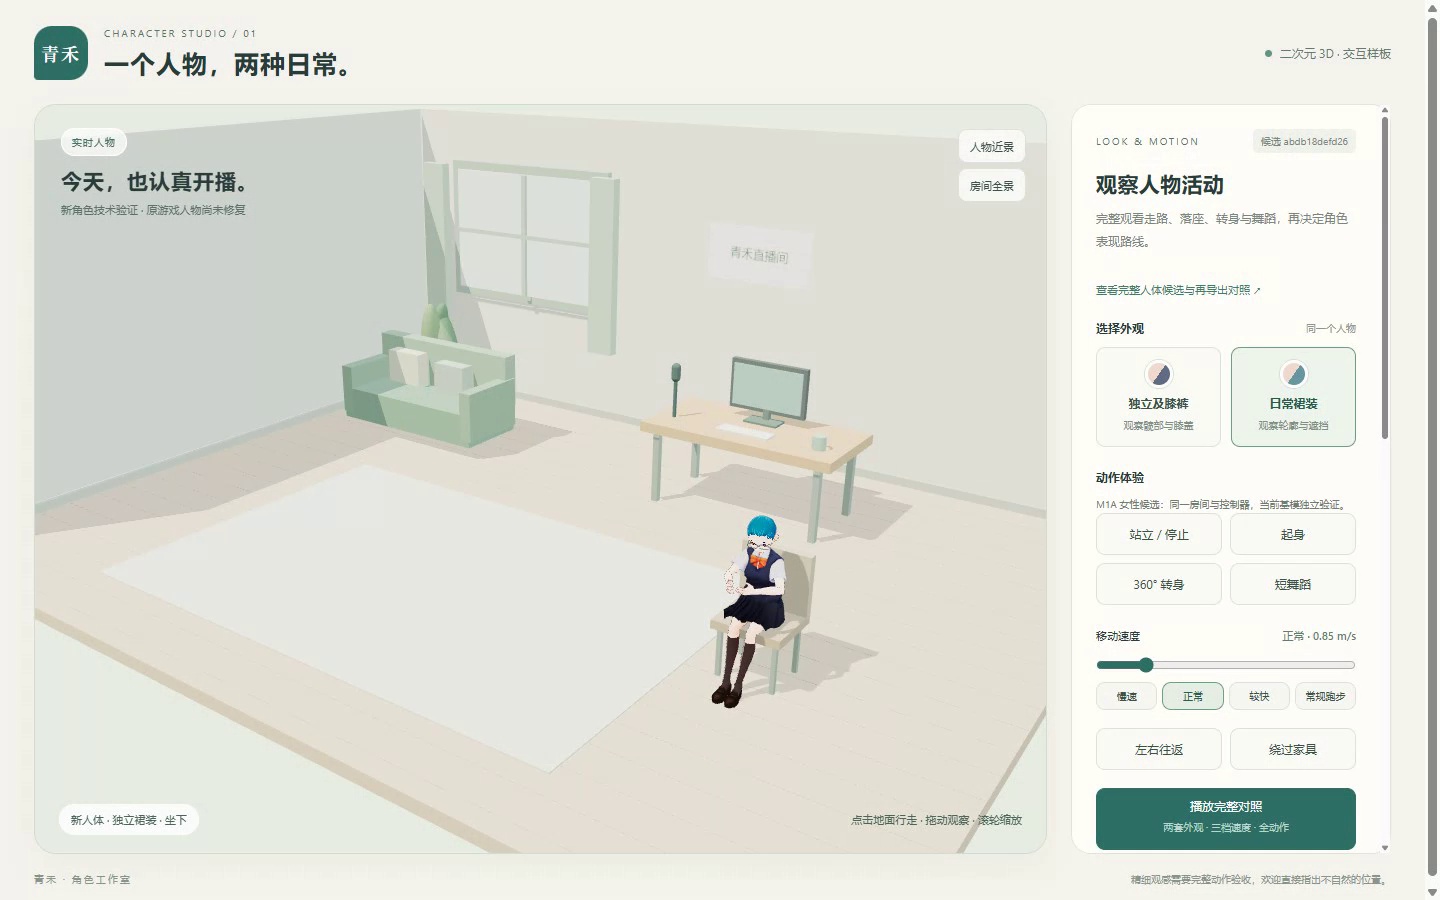 青禾
CHARACTER STUDIO / 01
一个人物，两种日常。
二次元 3D · 交互样板
实时人物
今天，也认真开播。
新角色技术验证 · 原游戏人物尚未修复
人物近景
房间全景
青禾直播间
新人体 · 独立裙装 · 坐下
点击地面行走 · 拖动观察 · 滚轮缩放
LOOK & MOTION
候选 abdb18defd26
观察人物活动
完整观看走路、落座、转身与舞蹈，再决定角色
表现路线。
查看完整人体候选与再导出对照 ↗
选择外观
同一个人物
独立及膝裤
观察髋部与膝盖
日常裙装
观察轮廓与遮挡
动作体验
M1A 女性候选：同一房间与控制器，当前基模独立验证。
站立 / 停止
起身
360° 转身
短舞蹈
移动速度
正常 · 0.85 m/s
慢速
正常
较快
常规跑步
左右往返
绕过家具
播放完整对照
两套外观 · 三档速度 · 全动作
青禾 · 角色工作室
精细观感需要完整动作验收，欢迎直接指出不自然的位置。